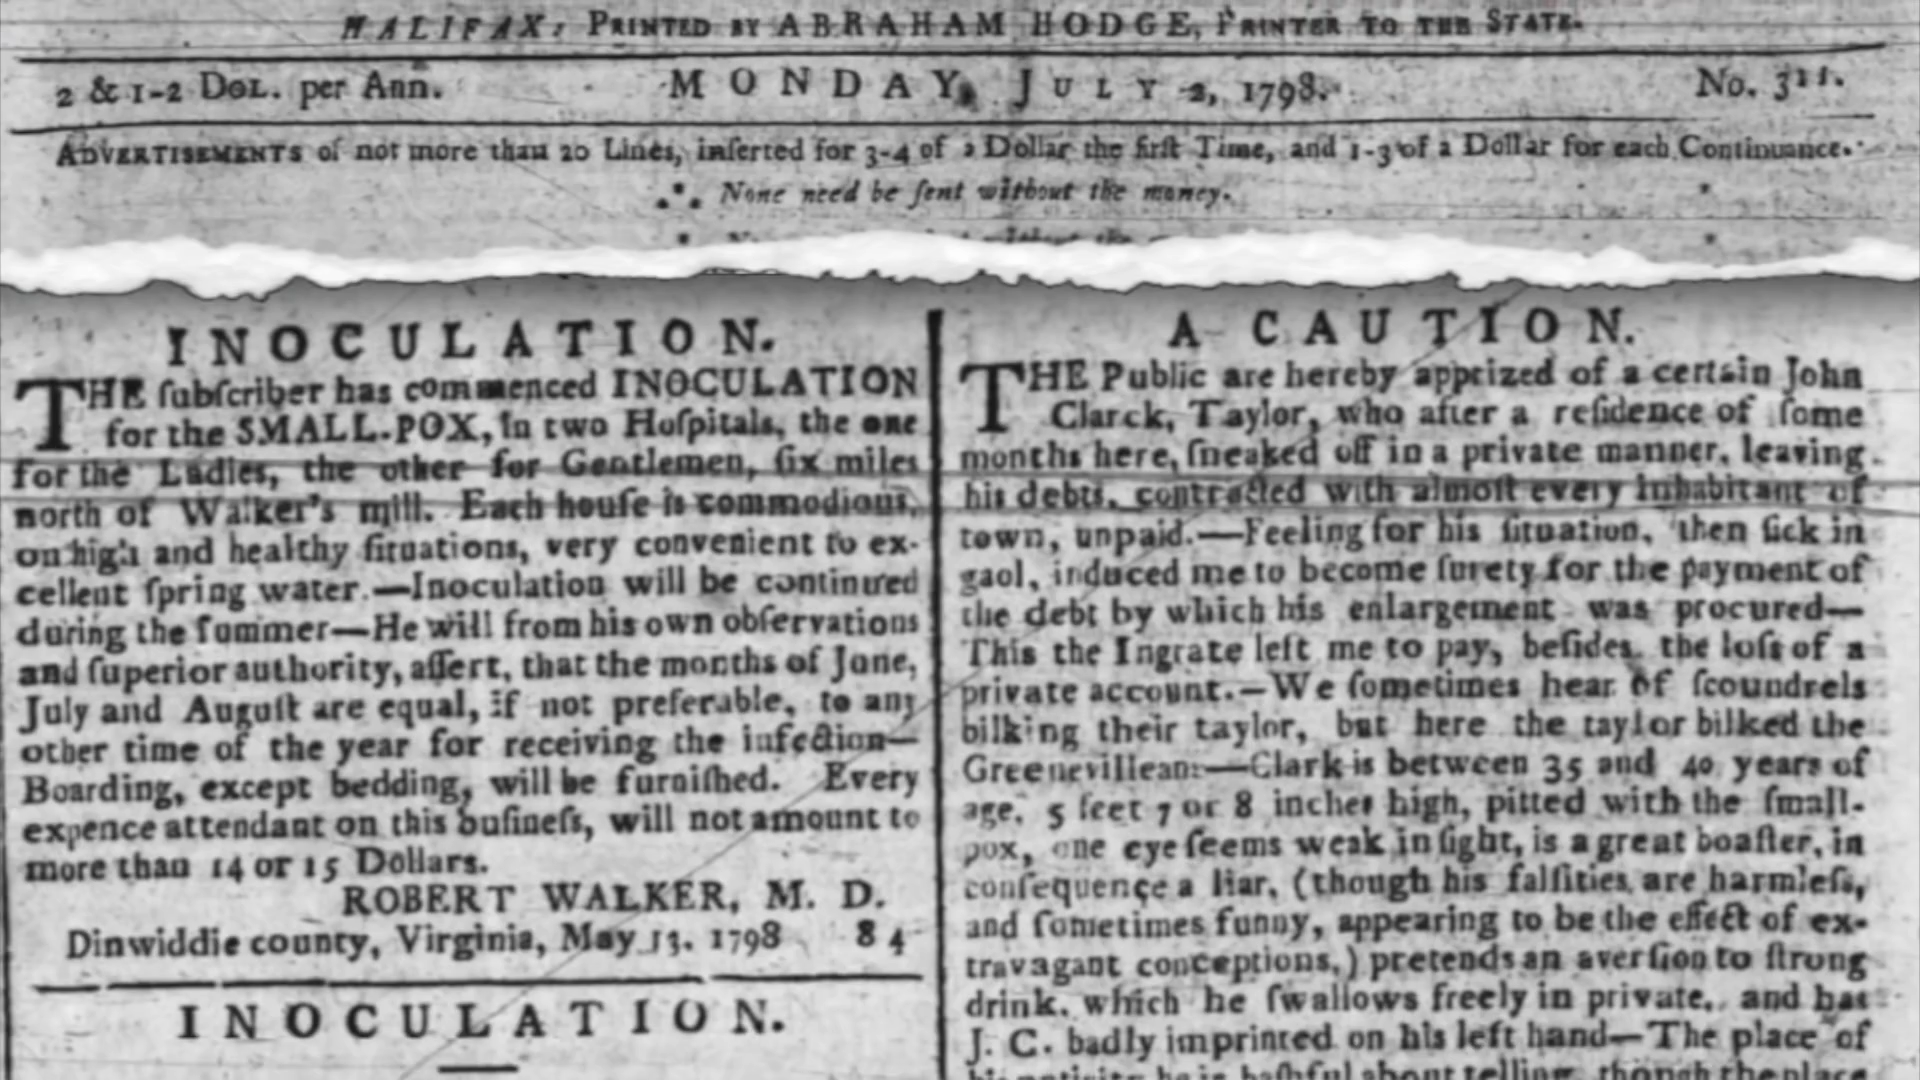 HALIFAX: PRINTED BY ABRAHAM HODGE, PRINTER TO THE STATE.
2 & 1-2 DOL. per Ann. MONDAY, JULY 2, 1798. No. 311.
ADVERTISEMENTS of not more than 20 Lines, inſerted for 3-4 of a Dollar the firſt Time, and 1-3 of a Dollar for each Continuance.
None need be ſent without the money.
INOCULATION.
THE ſubſcriber has commenced INOCULATION
for the SMALL-POX, in two Hoſpitals, the one
for the Ladies, the other for Gentlemen, ſix miles
north of Walker's mill. Each houſe is commodious,
on high and healthy ſituations, very convenient to ex-
cellent ſpring water.—Inoculation will be continued
during the ſummer—He will from his own obſervations
and ſuperior authority, aſſert, that the months of June,
July and Auguſt are equal, if not preferable, to any
other time of the year for receiving the infection—
Boarding, except bedding, will be furniſhed. Every
expence attendant on this buſineſs, will not amount to
more than 14 or 15 Dollars.
ROBERT WALKER, M. D.
Dinwiddie county, Virginia, May 13. 1798 84
INOCULATION.
A CAUTION.
THE Public are hereby apprized of a certain John
Clarck, Taylor, who after a reſidence of ſome
months here, ſneaked off in a private manner, leaving
his debts, contracted with almoſt every inhabitant of
town, unpaid.—Feeling for his ſituation, then ſick in
gaol, induced me to become ſurety for the payment of
the debt by which his enlargement was procured—
This the Ingrate left me to pay, beſides, the loſs of a
private account.—We ſometimes hear of ſcoundrels
bilking their taylor, but here the taylor bilked the
Greenevilleans—Clark is between 35 and 40 years of
age, 5 feet 7 or 8 inches high, pitted with the ſmall-
pox, one eye ſeems weak in ſight, is a great boaſter, in
conſequence a liar, (though his falſities are harmleſs,
and ſometimes funny, appearing to be the effect of ex-
travagant conceptions,) pretends an averſion to ſtrong
drink, which he ſwallows freely in private, and has
J. C. badly imprinted on his left hand—The place of
his nativity he is baſhful about telling, though the place